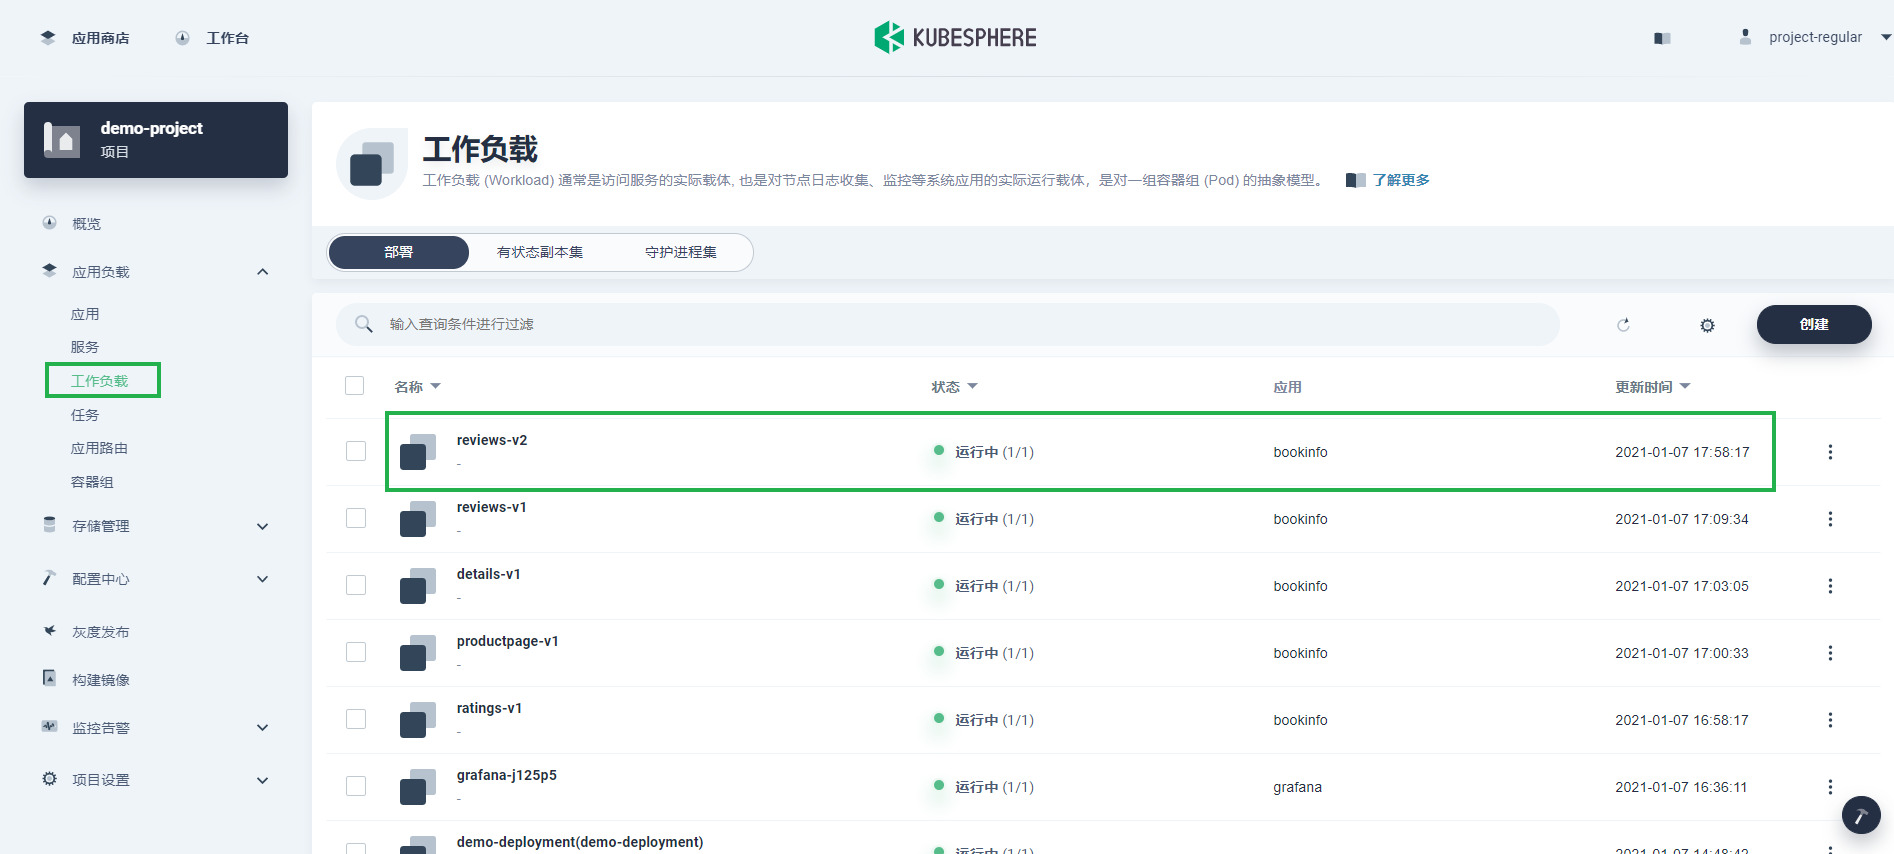 应用商店 工作台 KUBESPHERE project-regular
demo-project
项目
概览
应用负载
应用
服务
工作负载
任务
应用路由
容器组
存储管理
配置中心
灰度发布
构建镜像
监控告警
项目设置
工作负载
工作负载 (Workload) 通常是访问服务的实际载体, 也是对节点日志收集、监控等系统应用的实际运行载体，是对一组容器组 (Pod) 的抽象模型。 了解更多
部署 有状态副本集 守护进程集
输入查询条件进行过滤 创建
名称 状态 应用 更新时间
reviews-v2
-
运行中 (1/1) bookinfo 2021-01-07 17:58:17
reviews-v1
-
运行中 (1/1) bookinfo 2021-01-07 17:09:34
details-v1
-
运行中 (1/1) bookinfo 2021-01-07 17:03:05
productpage-v1
-
运行中 (1/1) bookinfo 2021-01-07 17:00:33
ratings-v1
-
运行中 (1/1) bookinfo 2021-01-07 16:58:17
grafana-j125p5
-
运行中 (1/1) grafana 2021-01-07 16:36:11
demo-deployment(demo-deployment)
运行中 (1/1)